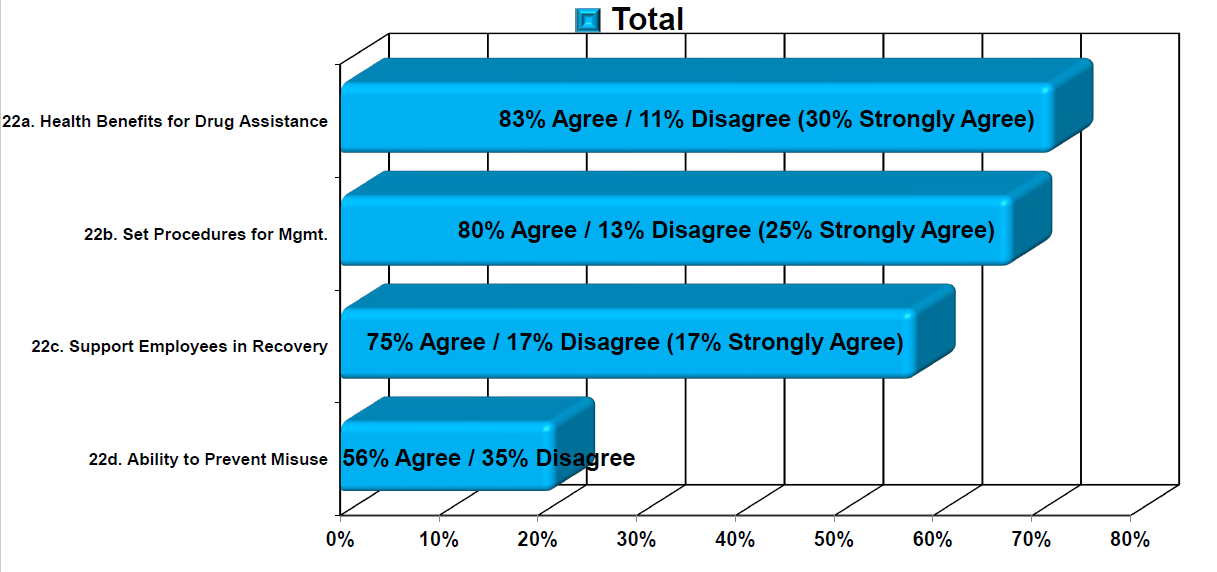 Total
22a. Health Benefits for Drug Assistance
83% Agree / 11% Disagree (30% Strongly Agree)
22b. Set Procedures for Mgmt.
80% Agree / 13% Disagree (25% Strongly Agree)
22c. Support Employees in Recovery
75% Agree / 17% Disagree (17% Strongly Agree)
22d. Ability to Prevent Misuse
56% Agree / 35% Disagree
0% 10% 20% 30% 40% 50% 60% 70% 80%